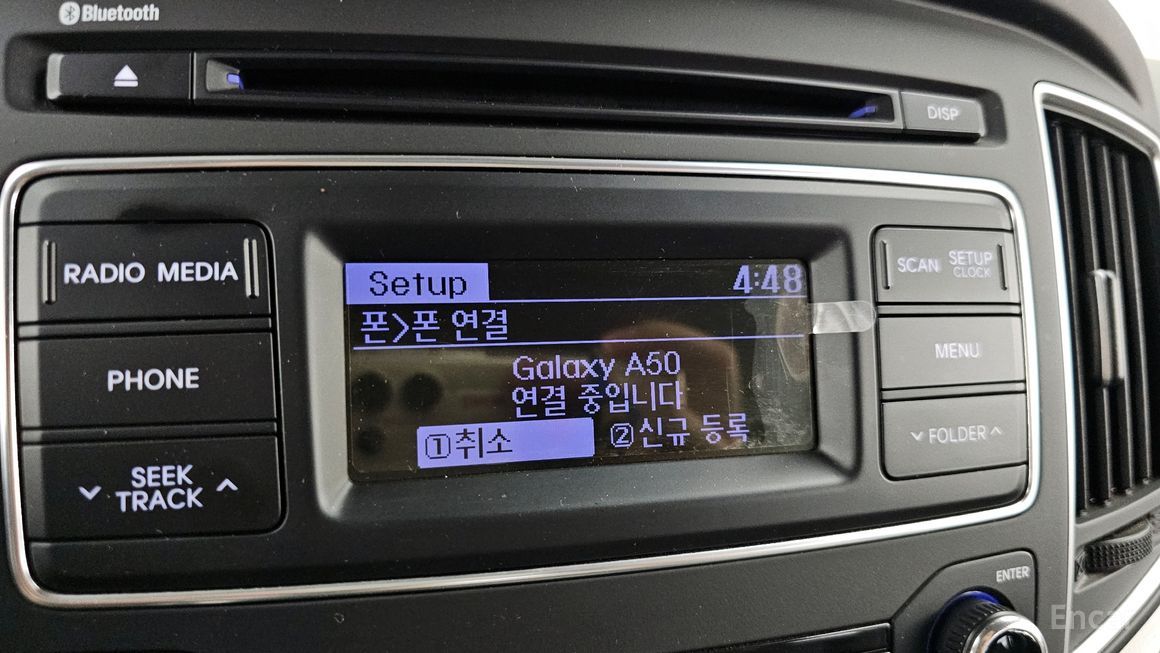 Bluetooth
DISP
RADIO MEDIA
PHONE
SEEK
TRACK
Setup 4:48
폰>폰 연결
Galaxy A50
연결 중입니다
①취소 ②신규 등록
SCAN SETUP
CLOCK
MENU
FOLDER
ENTER